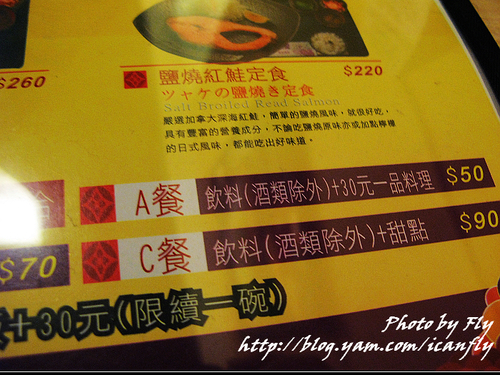 $260
鹽燒紅鮭定食 $220
ツャケの鹽燒き定食
Salt Broiled Read Salmon
嚴選加拿大深海紅鮭，簡單的鹽燒風味，就很好吃，
具有豐富的營養成分，不論吃鹽燒原味亦或加點檸檬
的日式風味，都能吃出好味道。
A餐 飲料(酒類除外)+30元一品料理 $50
$70
C餐 飲料(酒類除外)+甜點 $90
+30元(限續一碗)
Photo by Fly
http://blog.yam.com/icanfly